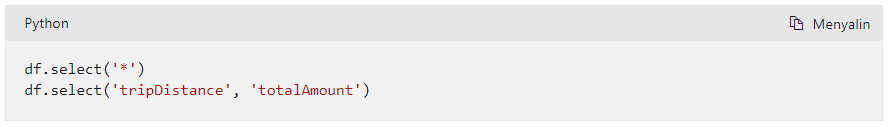 Python
Menyalin
df.select('*')
df.select('tripDistance', 'totalAmount')